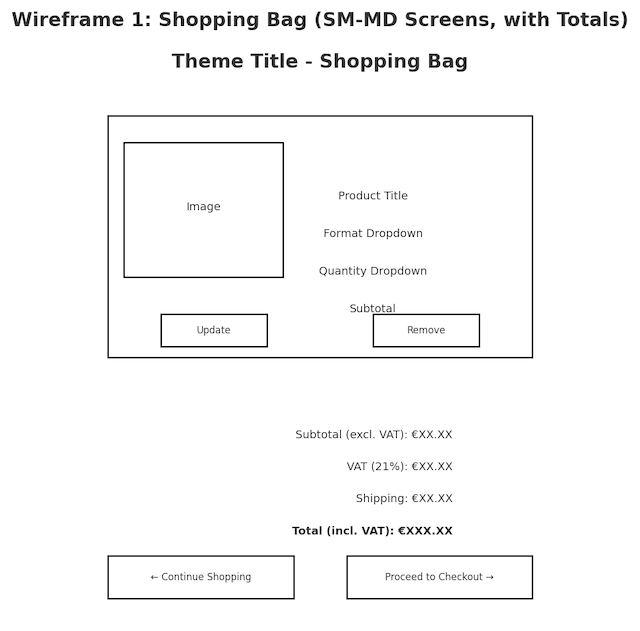 Wireframe 1: Shopping Bag (SM-MD Screens, with Totals)
Theme Title - Shopping Bag
Image
Product Title
Format Dropdown
Quantity Dropdown
Subtotal
Update
Remove
Subtotal (excl. VAT): €XX.XX
VAT (21%): €XX.XX
Shipping: €XX.XX
Total (incl. VAT): €XXX.XX
← Continue Shopping
Proceed to Checkout →